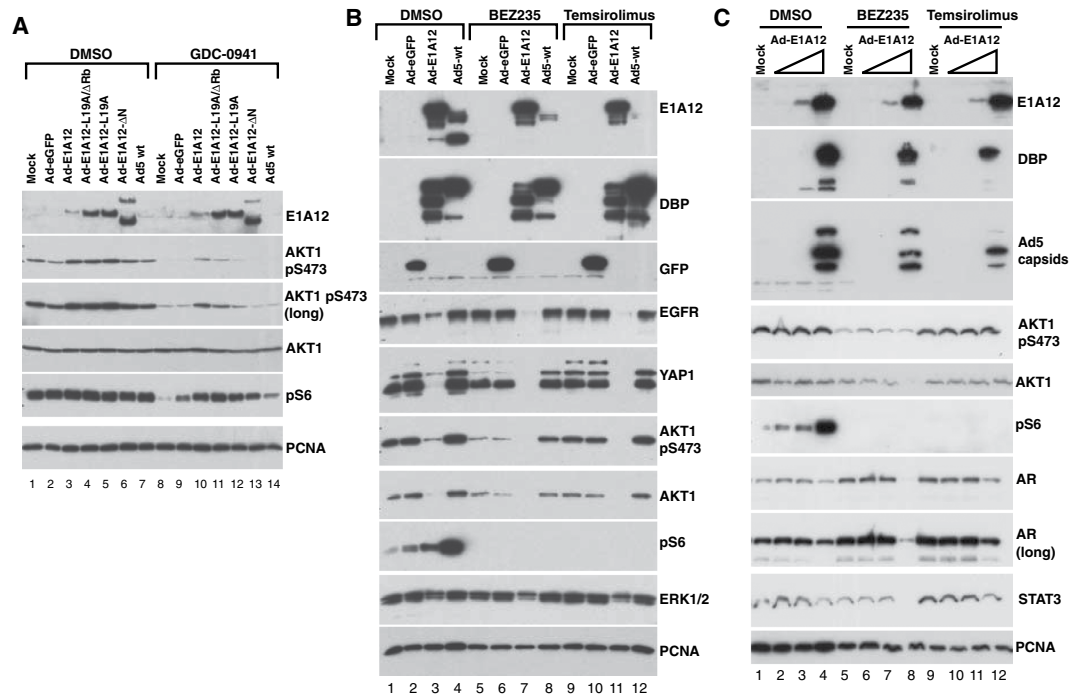 A
DMSO
GDC-0941
Mock
Ad-eGFP
Ad-E1A12
Ad-E1A12-L19A/ΔRb
Ad-E1A12-L19A
Ad-E1A12-ΔN
Ad5 wt
Mock
Ad-eGFP
Ad-E1A12
Ad-E1A12-L19A/ΔRb
Ad-E1A12-L19A
Ad-E1A12-ΔN
Ad5 wt
E1A12
AKT1
pS473
AKT1 pS473
(long)
AKT1
pS6
PCNA
1 2 3 4 5 6 7 8 9 10 11 12 13 14
B
DMSO
BEZ235
Temsirolimus
Mock
Ad-eGFP
Ad-E1A12
Ad5-wt
Mock
Ad-eGFP
Ad-E1A12
Ad5-wt
Mock
Ad-eGFP
Ad-E1A12
Ad5-wt
E1A12
DBP
GFP
EGFR
YAP1
AKT1
pS473
AKT1
pS6
ERK1/2
PCNA
1 2 3 4 5 6 7 8 9 10 11 12
C
DMSO
BEZ235
Temsirolimus
Mock
Ad-E1A12
Mock
Ad-E1A12
Mock
Ad-E1A12
E1A12
DBP
Ad5
capsids
AKT1
pS473
AKT1
pS6
AR
AR
(long)
STAT3
PCNA
1 2 3 4 5 6 7 8 9 10 11 12